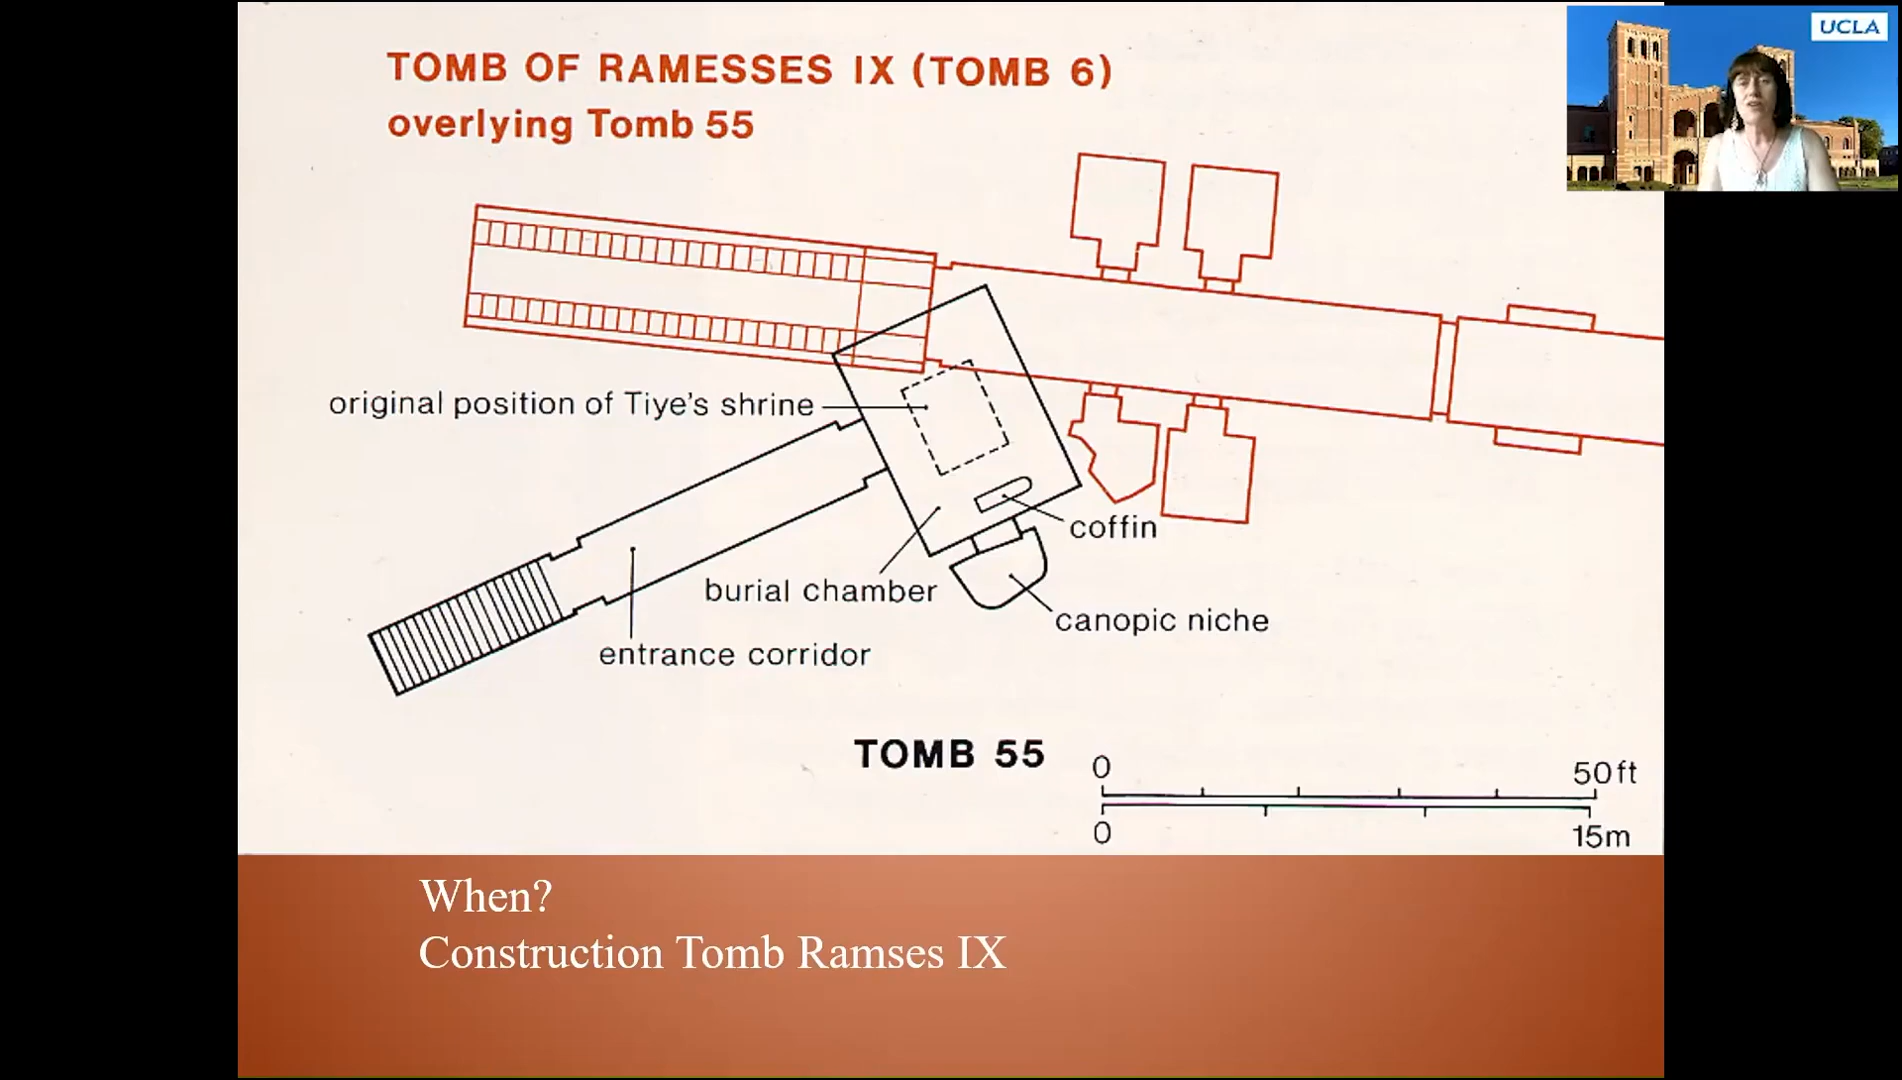 TOMB OF RAMESSES IX (TOMB 6)
overlying Tomb 55
UCLA
original position of Tiye's shrine
coffin
burial chamber
canopic niche
entrance corridor
TOMB 55
0 50ft
0 15m
When?
Construction Tomb Ramses IX